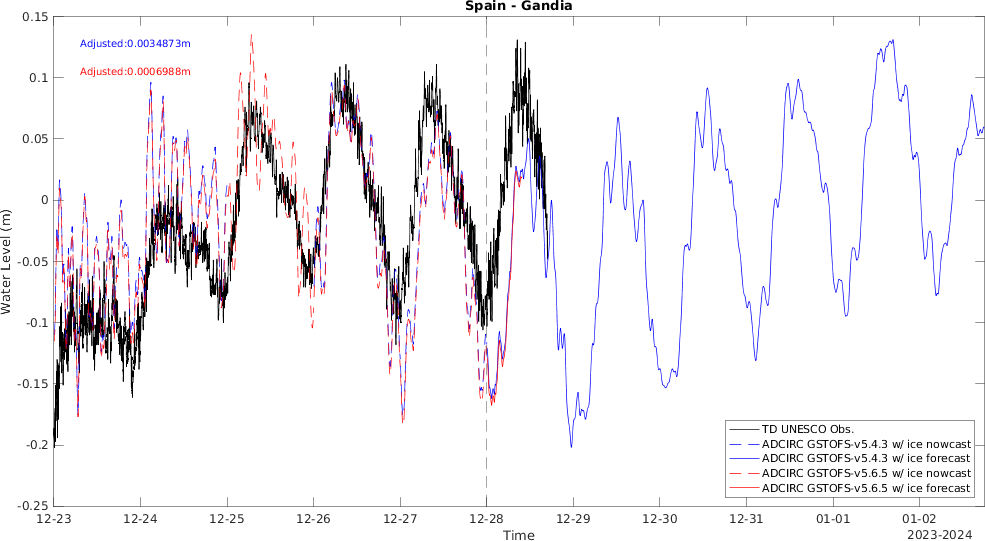 Spain - Gandia
Adjusted:0.0034873m
Adjusted:0.0006988m
Water Level (m)
0.15
0.1
0.05
0
-0.05
-0.1
-0.15
-0.2
-0.25
TD UNESCO Obs.
ADCIRC GSTOFS-v5.4.3 w/ ice nowcast
ADCIRC GSTOFS-v5.4.3 w/ ice forecast
ADCIRC GSTOFS-v5.6.5 w/ ice nowcast
ADCIRC GSTOFS-v5.6.5 w/ ice forecast
12-23 12-24 12-25 12-26 12-27 12-28 12-29 12-30 12-31 01-01 01-02
Time
2023-2024